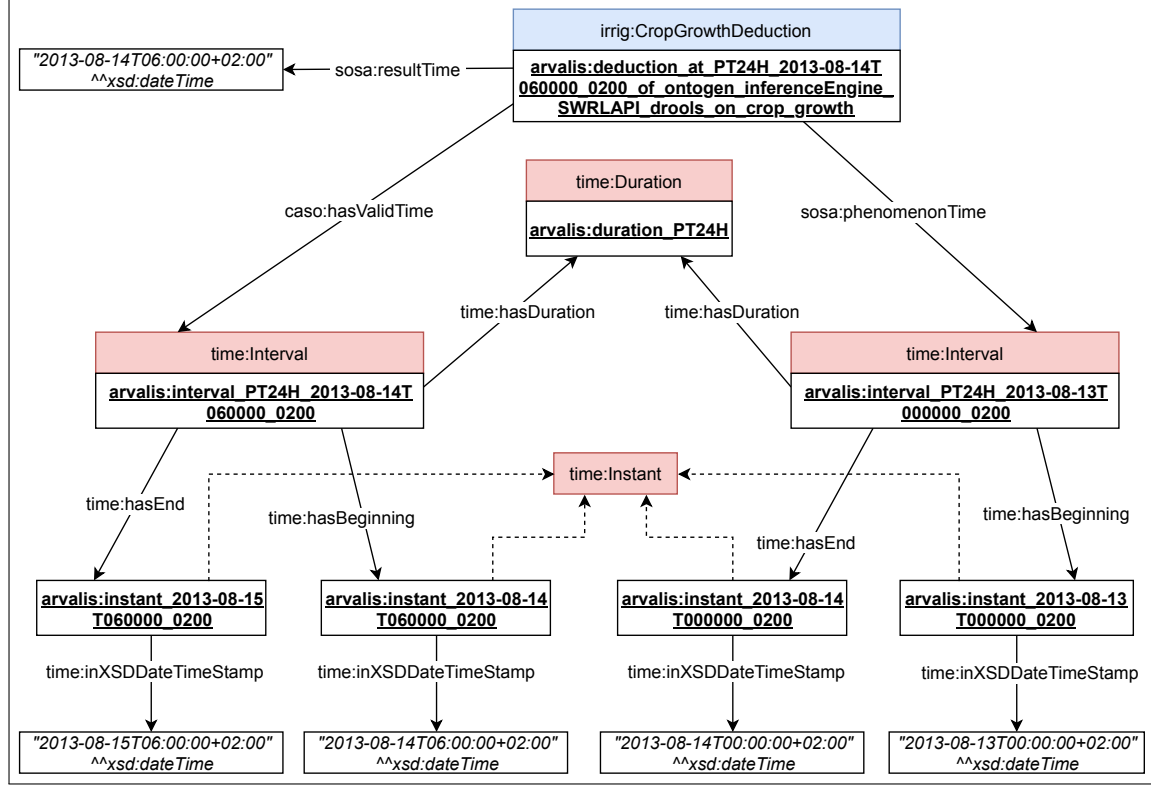 irrig:CropGrowthDeduction
"2013-08-14T06:00:00+02:00"
^^xsd:dateTime
sosa:resultTime
arvalis:deduction_at_PT24H_2013-08-14T
060000_0200_of_ontogen_inferenceEngine_
SWRLAPI_drools_on_crop_growth
time:Duration
arvalis:duration_PT24H
caso:hasValidTime
sosa:phenomenonTime
time:hasDuration
time:hasDuration
time:Interval
arvalis:interval_PT24H_2013-08-14T
060000_0200
time:Interval
arvalis:interval_PT24H_2013-08-13T
000000_0200
time:Instant
time:hasEnd
time:hasBeginning
time:hasEnd
time:hasBeginning
arvalis:instant_2013-08-15
T060000_0200
arvalis:instant_2013-08-14
T060000_0200
arvalis:instant_2013-08-14
T000000_0200
arvalis:instant_2013-08-13
T000000_0200
time:inXSDDateTimeStamp
time:inXSDDateTimeStamp
time:inXSDDateTimeStamp
time:inXSDDateTimeStamp
"2013-08-15T06:00:00+02:00"
^^xsd:dateTime
"2013-08-14T06:00:00+02:00"
^^xsd:dateTime
"2013-08-14T00:00:00+02:00"
^^xsd:dateTime
"2013-08-13T00:00:00+02:00"
^^xsd:dateTime